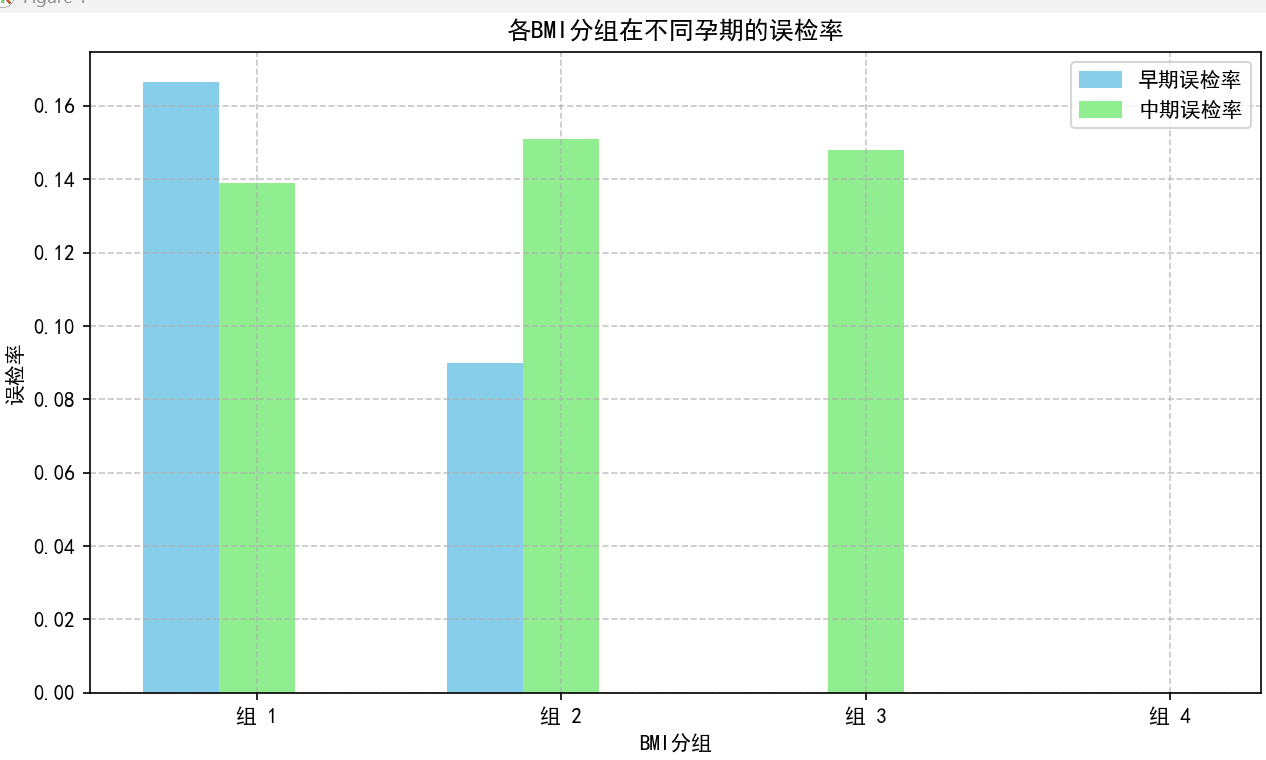 各BMI分组在不同孕期的误检率
早期误检率
中期误检率
误检率
0.16
0.14
0.12
0.10
0.08
0.06
0.04
0.02
0.00
组 1
组 2
组 3
组 4
BMI分组